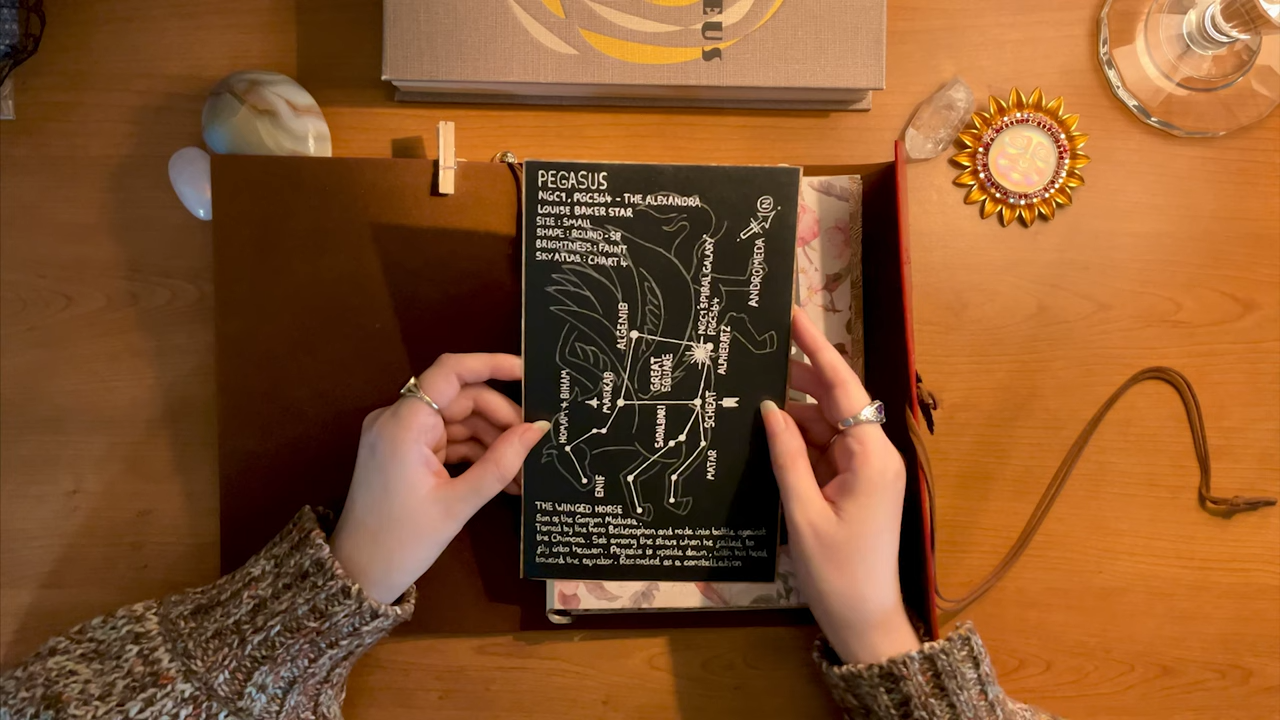 EUS
PEGASUS
NGC1, PGC564 - THE ALEXANDRA
LOUISE BAKER STAR
SIZE : SMALL
SHAPE : ROUND - SB
BRIGHTNESS : FAINT
SKY ATLAS : CHART 4
N
ANDROMEDA
NGC1 SPIRAL GALAXY
PGC564
ALGENIB
ALPHERATZ
GREAT
SQUARE
HOMAM + BIHAM
MARKAB
SCHEAT
SADALBARI
MATAR
ENIF
THE WINGED HORSE
Son of the Gorgon Medusa.
Tamed by the hero Bellerophon and rode into battle against
the Chimera. Set among the stars when he failed to
fly into heaven. Pegasus is upside down, with his head
toward the equator. Recorded as a constellation